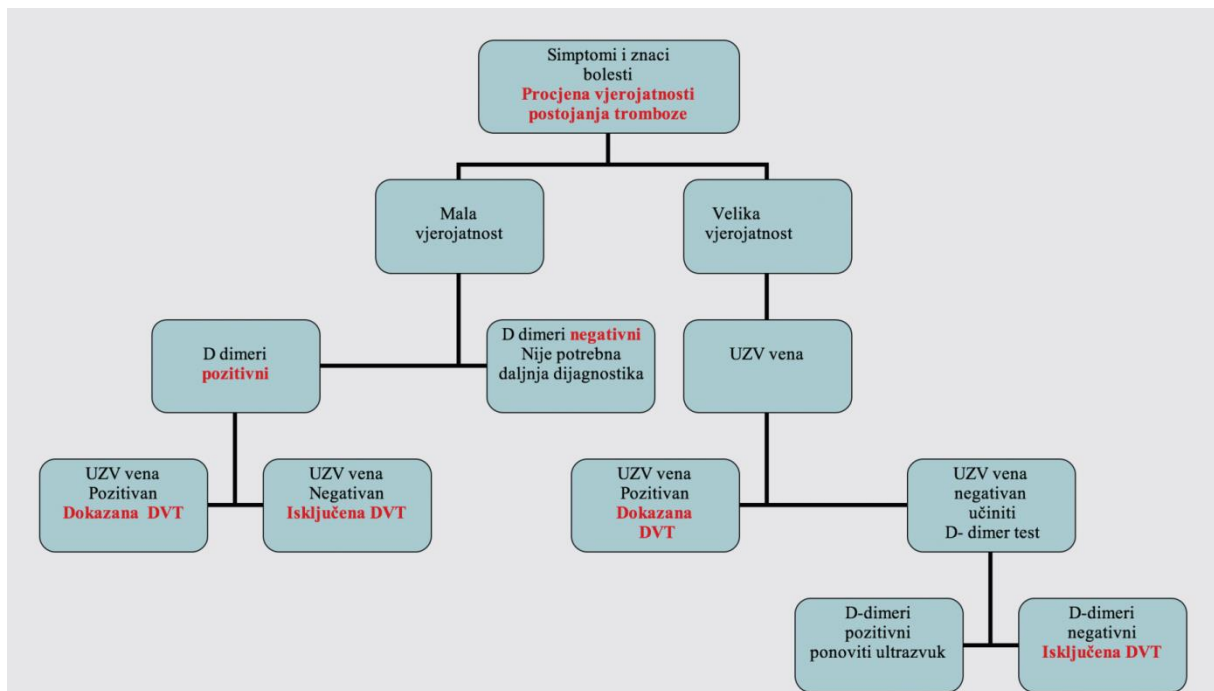 Simptomi i znaci
bolesti
Procjena vjerojatnosti
postojanja tromboze
Mala
vjerojatnost
Velika
vjerojatnost
D dimeri
pozitivni
D dimeri negativni
Nije potrebna
daljnja dijagnostika
UZV vena
UZV vena
Pozitivan
Dokazana DVT
UZV vena
Negativan
Isključena DVT
UZV vena
Pozitivan
Dokazana
DVT
UZV vena
negativan
učiniti
D- dimer test
D-dimeri
pozitivni
ponoviti ultrazvuk
D-dimeri
negativni
Isključena DVT